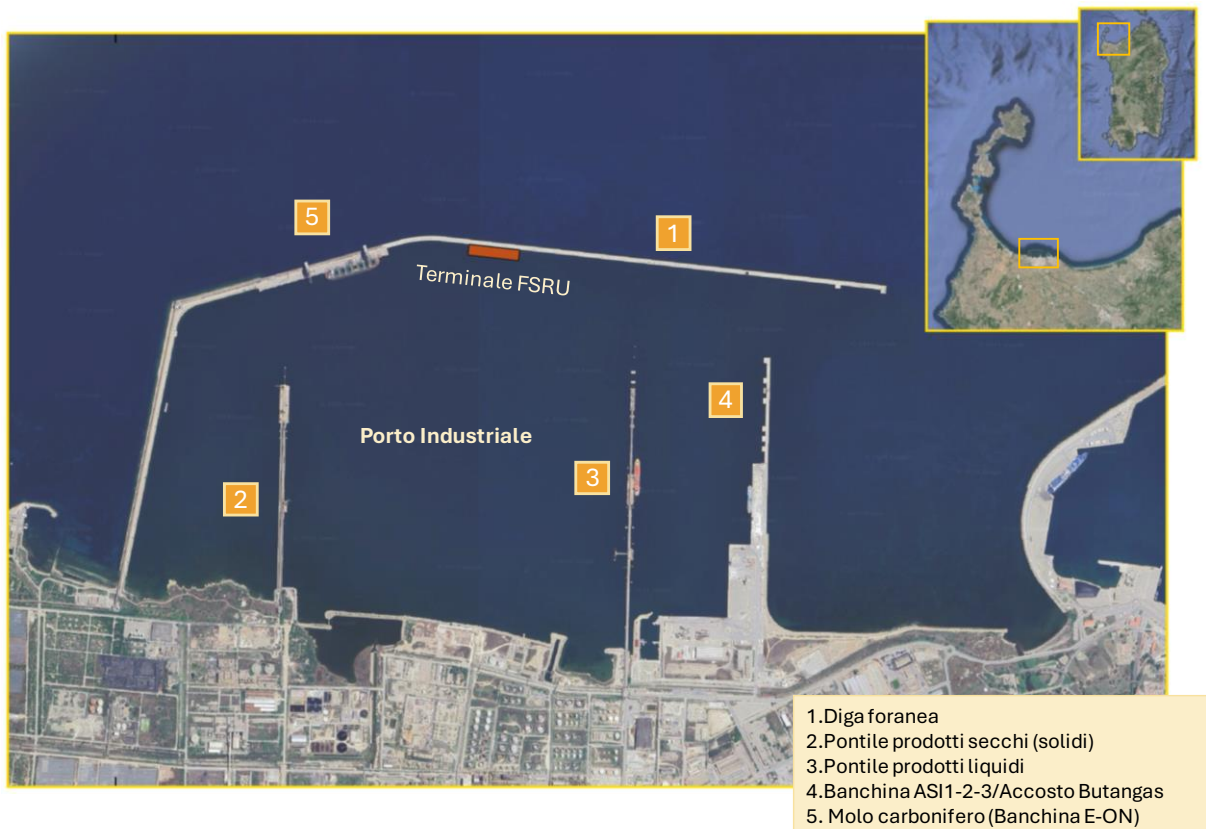 5
1
Terminale FSRU
4
Porto Industriale
3
2
1.Diga foranea
2.Pontile prodotti secchi (solidi)
3.Pontile prodotti liquidi
4.Banchina ASI1-2-3/Accosto Butangas
5. Molo carbonifero (Banchina E-ON)